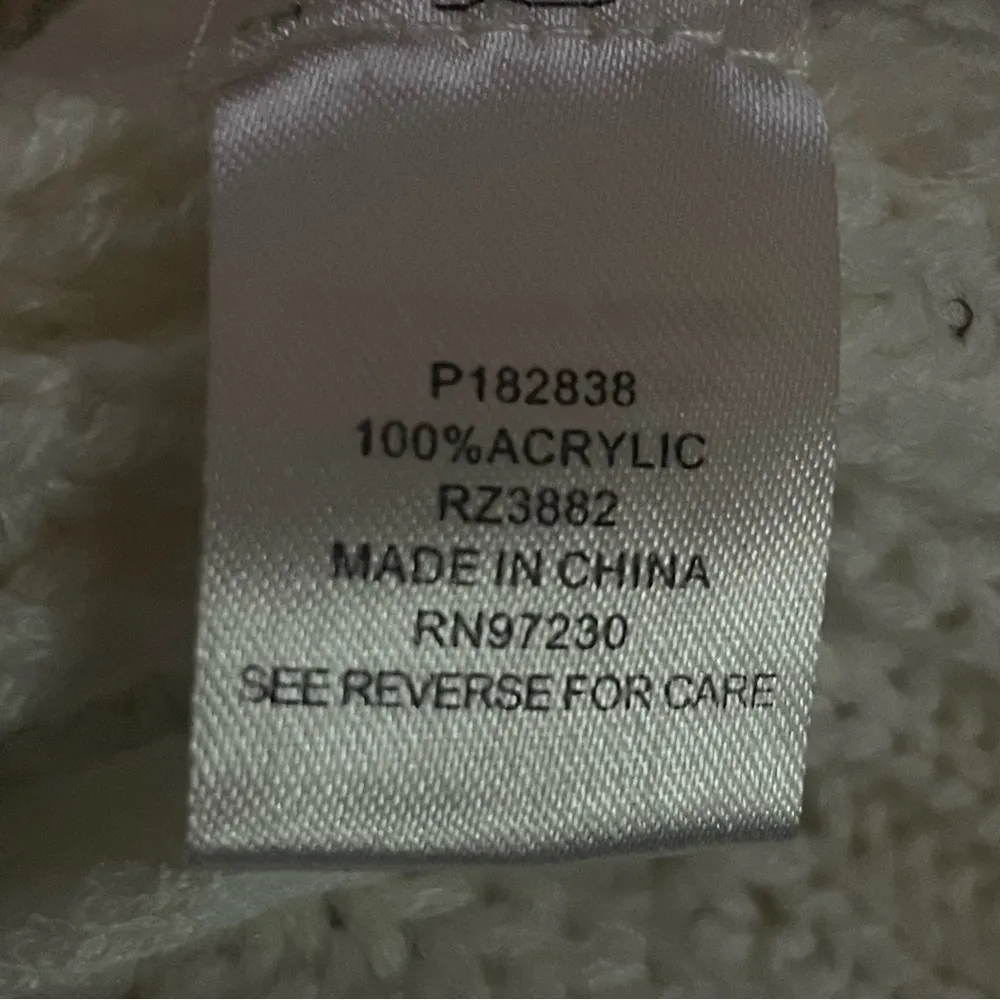 P182838
100%ACRYLIC
RZ3882
MADE IN CHINA
RN97230
SEE REVERSE FOR CARE